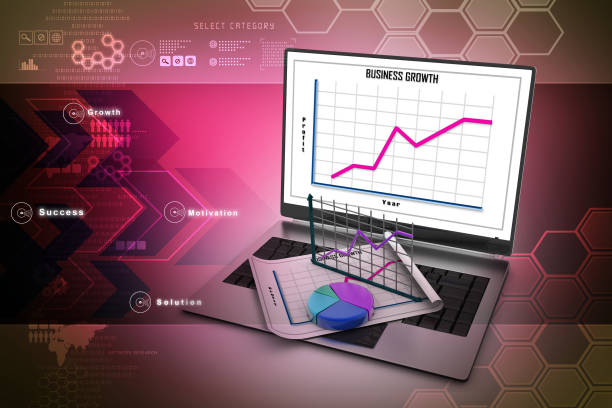 SELECT CATEGORY
BUSINESS GROWTH
Growth
Profit
Success
Motivation
Year
Solution